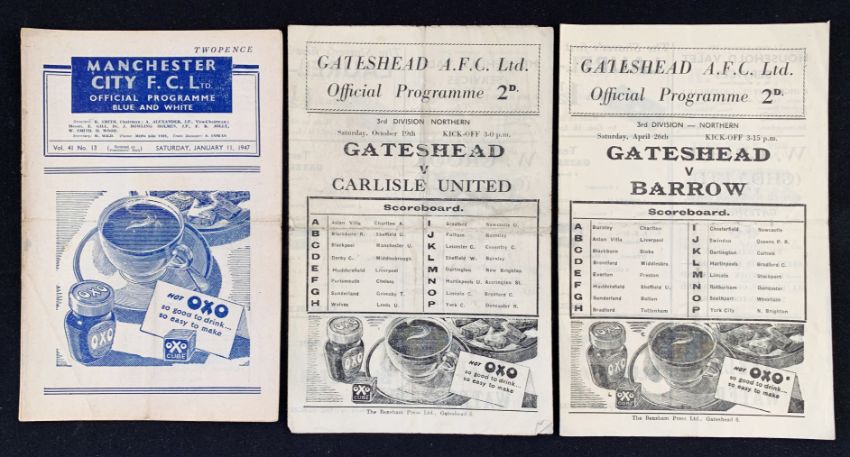 TWOPENCE
MANCHESTER
CITY F.C. LTD.
OFFICIAL PROGRAMME
BLUE AND WHITE
Vol. 41 No. 13
SATURDAY, JANUARY 11, 1947
HOT OXO
so good to drink...
so easy to make
OXO
OXO
CUBE
GATESHEAD A.F.C. Ltd.
Official Programme 2D.
3rd DIVISION NORTHERN
Saturday, October 19th KICK-OFF 3-0 p.m.
GATESHEAD
v
CARLISLE UNITED
Scoreboard.
A Aston Villa Charlton A. I Bradford Newcastle U.
B Blackburn R. Sheffield U. J Fulham Burnley
C Blackpool Manchester U. K Leicester C. Coventry C.
D Derby C. Middlesbrough L Sheffield W. Barnsley
E Huddersfield Liverpool M Darlington New Brighton
F Portsmouth Chelsea N Hartlepools U. Accrington St.
G Sunderland Grimsby T. O Lincoln C. Bradford C.
H Wolves Leeds U. P York C. Doncaster R.
HOT OXO
so good to drink...
so easy to make
OXO
OXO
CUBE
The Bensham Press Ltd., Gateshead 8.
GATESHEAD A.F.C. Ltd.
Official Programme 2D.
3rd DIVISION — NORTHERN
Saturday, April 26th KICK-OFF 3-15 p.m.
GATESHEAD
v
BARROW
Scoreboard.
A Burnley Charlton I Chesterfield Newcastle
B Aston Villa Liverpool J Swindon Queens P. R.
C Blackburn Stoke K Darlington Carlisle
D Brentford Middlesbro L Hartlepools Bradford C.
E Everton Preston M Lincoln Stockport
F Huddersfield Sheffield U. N Rotherham Doncaster
G Sunderland Bolton O Southport Wrexham
H Bradford Tottenham P York City N. Brighton
HOT OXO
so good to drink...
so easy to make
OXO
OXO
CUBE
The Bensham Press Ltd., Gateshead 8.